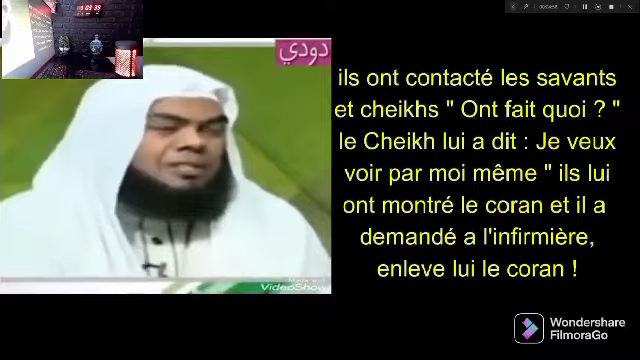 دودي
ils ont contacté les savants
et cheikhs " Ont fait quoi ? "
le Cheikh lui a dit : Je veux
voir par moi même " ils lui
ont montré le coran et il a
demandé a l'infirmière,
enleve lui le coran !
VideoShow
Wondershare
FilmoraGo